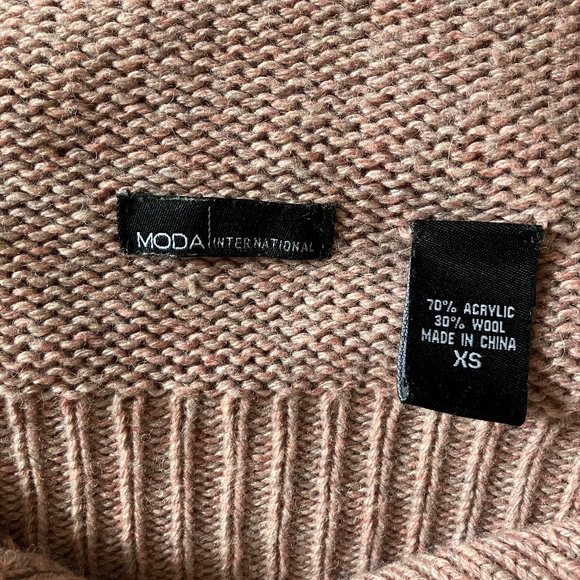 MODA INTERNATIONAL
70% ACRYLIC
30% WOOL
MADE IN CHINA
XS